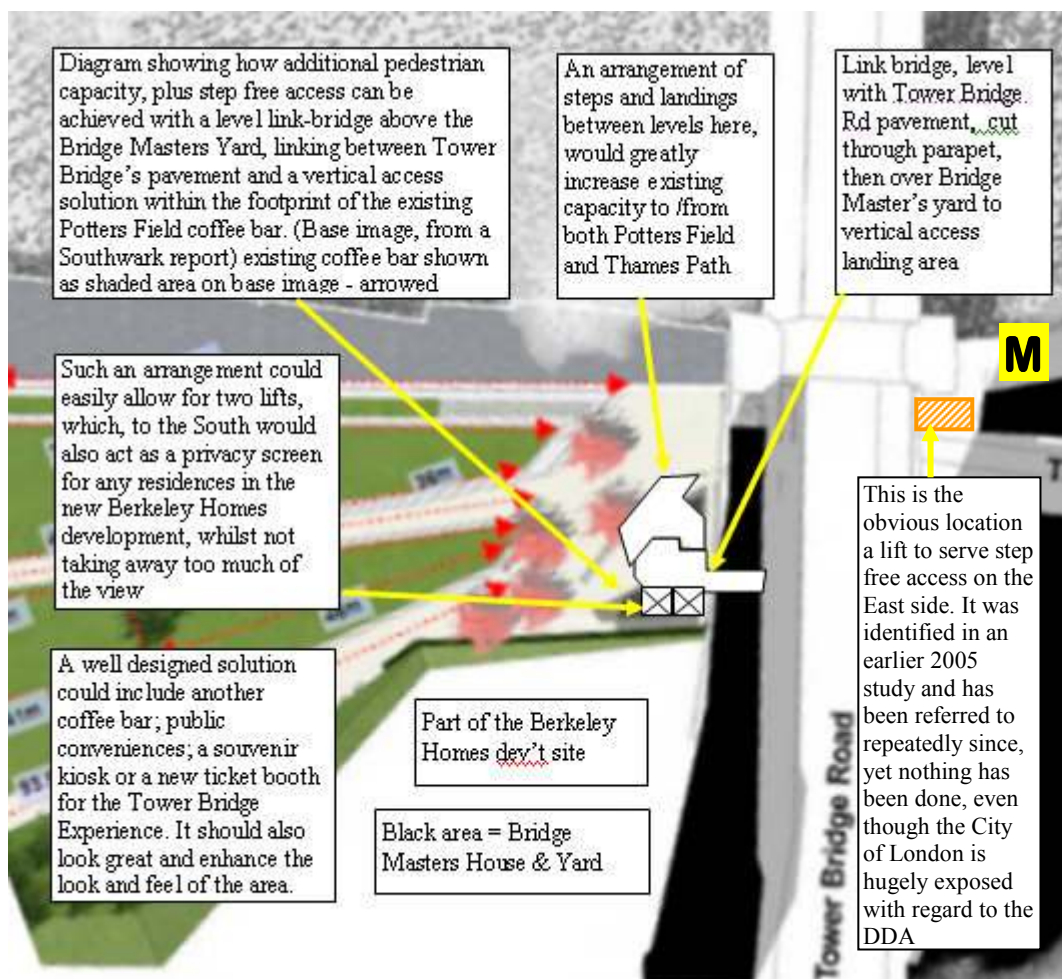 Diagram showing how additional pedestrian
capacity, plus step free access can be
achieved with a level link-bridge above the
Bridge Masters Yard, linking between Tower
Bridge's pavement and a vertical access
solution within the footprint of the existing
Potters Field coffee bar. (Base image, from a
Southwark report) existing coffee bar shown
as shaded area on base image - arrowed
An arrangement of
steps and landings
between levels here,
would greatly
increase existing
capacity to /from
both Potters Field
and Thames Path
Link bridge, level
with Tower Bridge
Rd pavement, cut
through parapet,
then over Bridge
Master's yard to
vertical access
landing area
M
Such an arrangement could
easily allow for two lifts,
which, to the South would
also act as a privacy screen
for any residences in the
new Berkeley Homes
development, whilst not
taking away too much of
the view
This is the
obvious location
a lift to serve step
free access on the
East side. It was
identified in an
earlier 2005
study and has
been referred to
repeatedly since,
yet nothing has
been done, even
though the City
of London is
hugely exposed
with regard to the
DDA
A well designed solution
could include another
coffee bar; public
conveniences; a souvenir
kiosk or a new ticket booth
for the Tower Bridge
Experience. It should also
look great and enhance the
look and feel of the area.
Part of the Berkeley
Homes dev't site
Black area = Bridge
Masters House & Yard
Tower Bridge Road